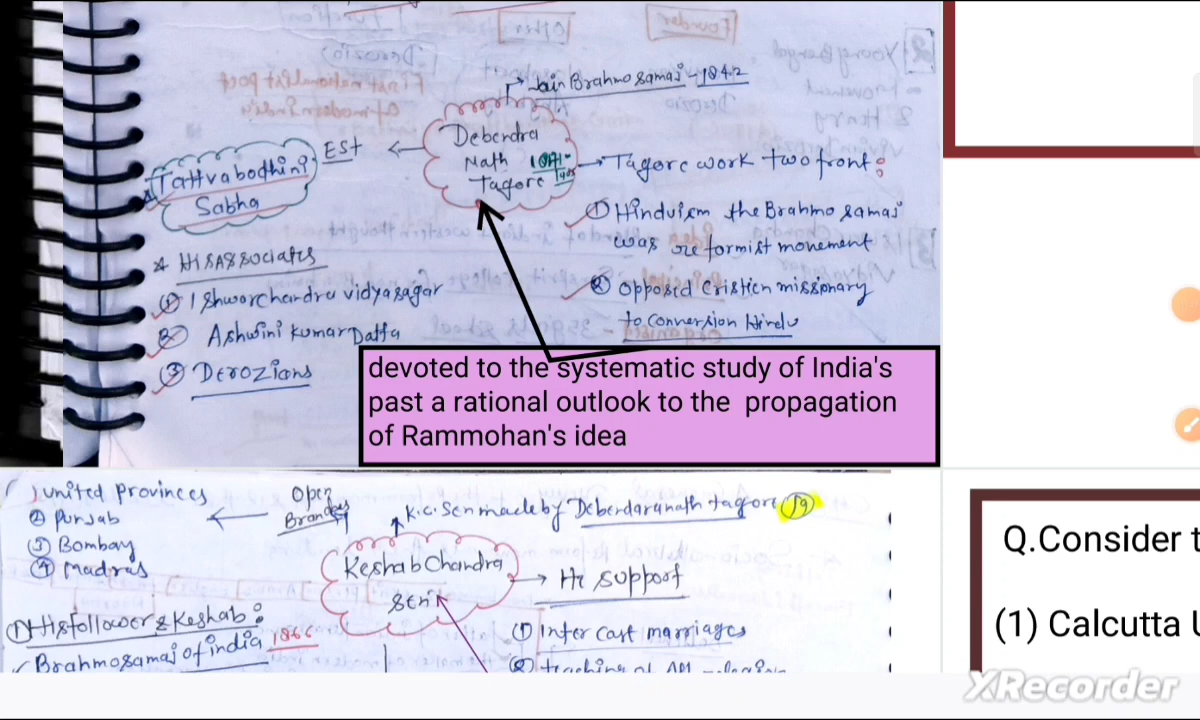 Join Brahmo Samaj - 1842
Debendra
Nath
Tagore
EST
Tattvabodhini
Sabha
Tagore work two front :
① Hinduism the Brahmo samaj
was reformist movement
② opposed Cristien missionary
to conversion Hindu
* HIS Associates
① Ishworchandra vidyasagar
② Ashwini Kumar Datta
③ Derozians
devoted to the systematic study of India's
past a rational outlook to the propagation
of Rammohan's idea
1 united provinces
② Punjab
③ Bombay
④ Madras
Open
Branches
K.C. Sen made by Deberdaranath tagore
Keshab Chandra
Sen
He support
① Inter cast marriages
① His follower & Keshab :
Brahmo samaj of india 1866
Q.Consider t
(1) Calcutta U
XRecorder